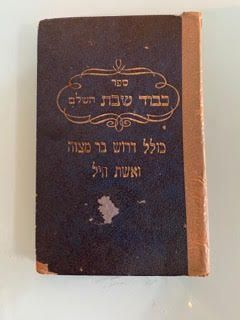 ספר
כבוד שבת השלם
כולל דרוש בר מצוה
ואשת חיל